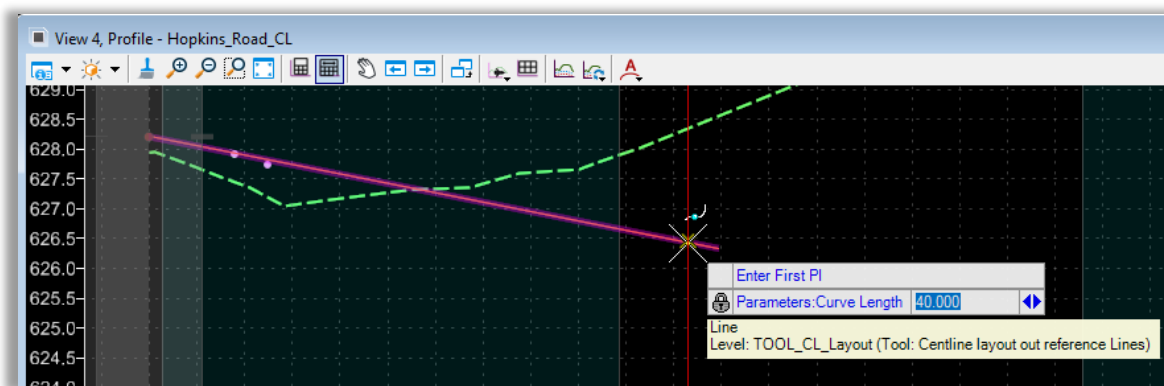 View 4, Profile - Hopkins_Road_CL
629.0
628.5
628.0
627.5
627.0
626.5
626.0
625.5
625.0
624.5
624.0
Enter First PI
Parameters:Curve Length 40.000
Line
Level: TOOL_CL_Layout (Tool: Centline layout out reference Lines)